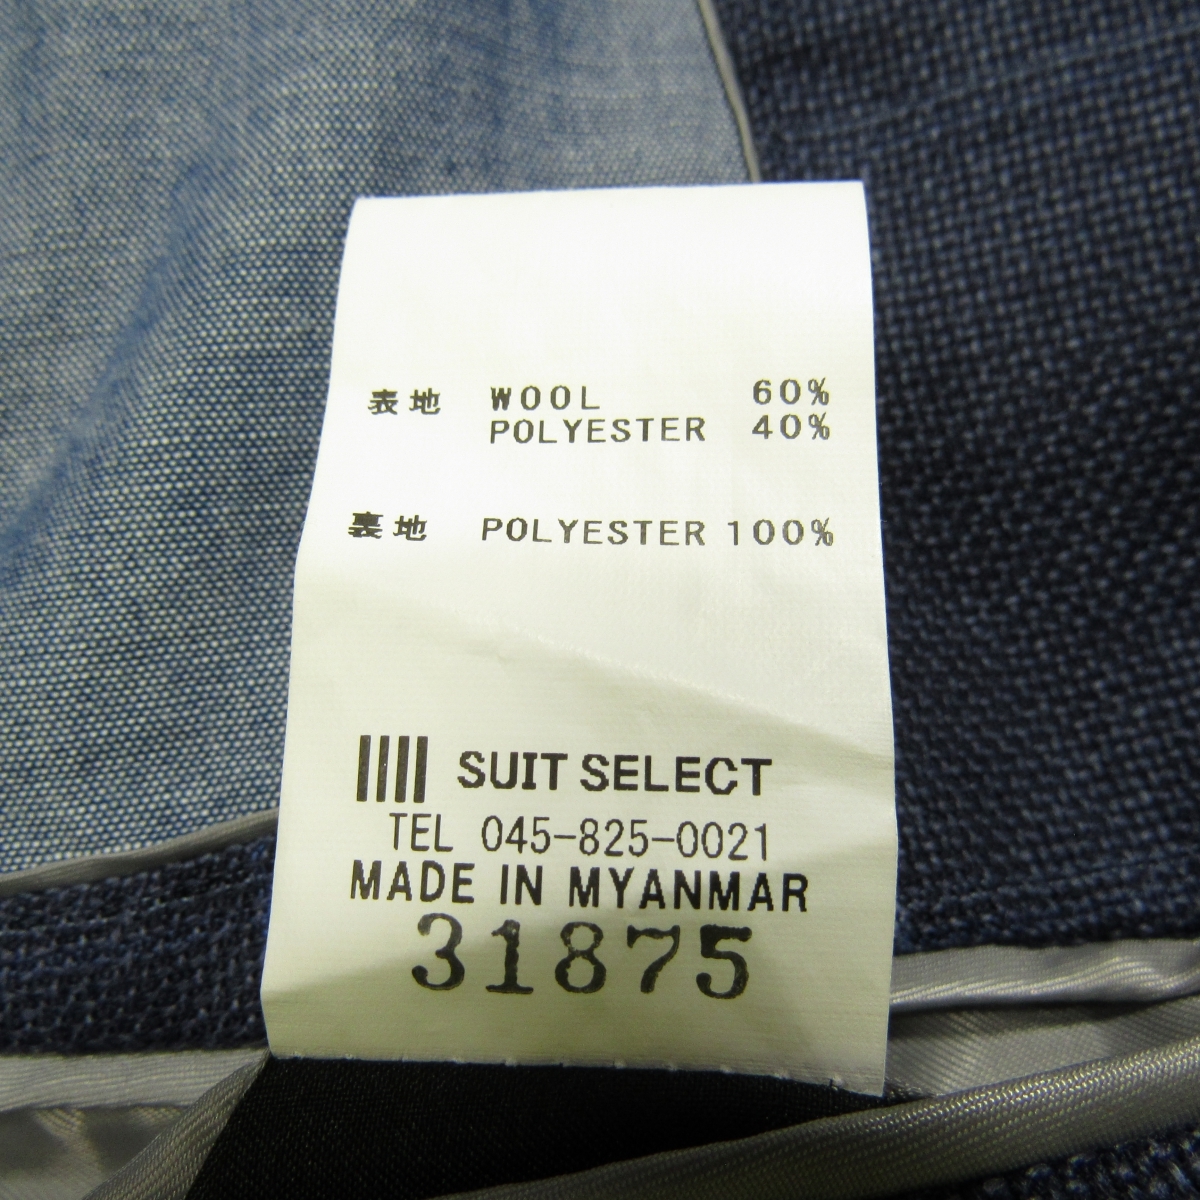 表地 WOOL 60%
POLYESTER 40%
裏地 POLYESTER 100%
SUIT SELECT
TEL 045-825-0021
MADE IN MYANMAR
31875